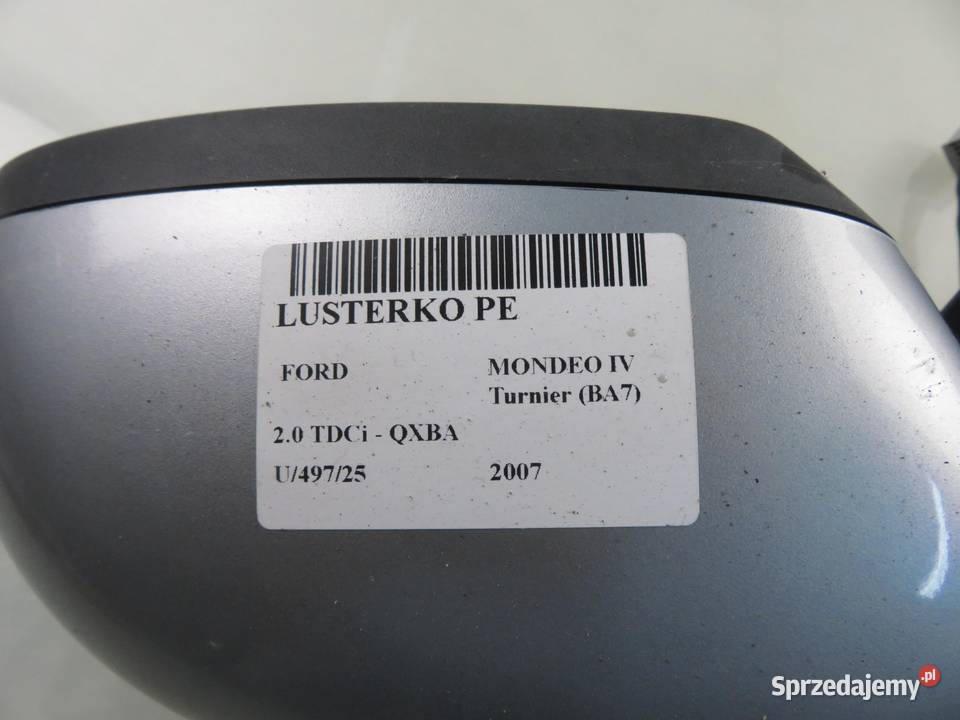 LUSTERKO PE
FORD
MONDEO IV
Turnier (BA7)
2.0 TDCi - QXBA
U/497/25
2007
Sprzedajemy.pl